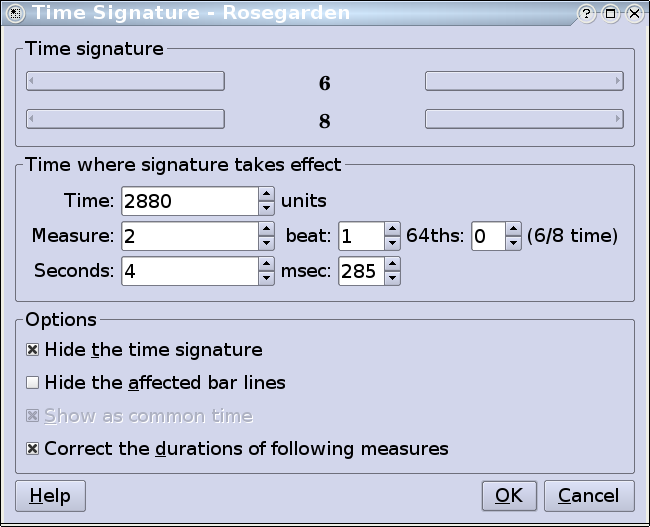 Time Signature - Rosegarden
Time signature
6
8
Time where signature takes effect
Time: 2880 units
Measure: 2 beat: 1 64ths: 0 (6/8 time)
Seconds: 4 msec: 285
Options
Hide the time signature
Hide the affected bar lines
Show as common time
Correct the durations of following measures
Help OK Cancel